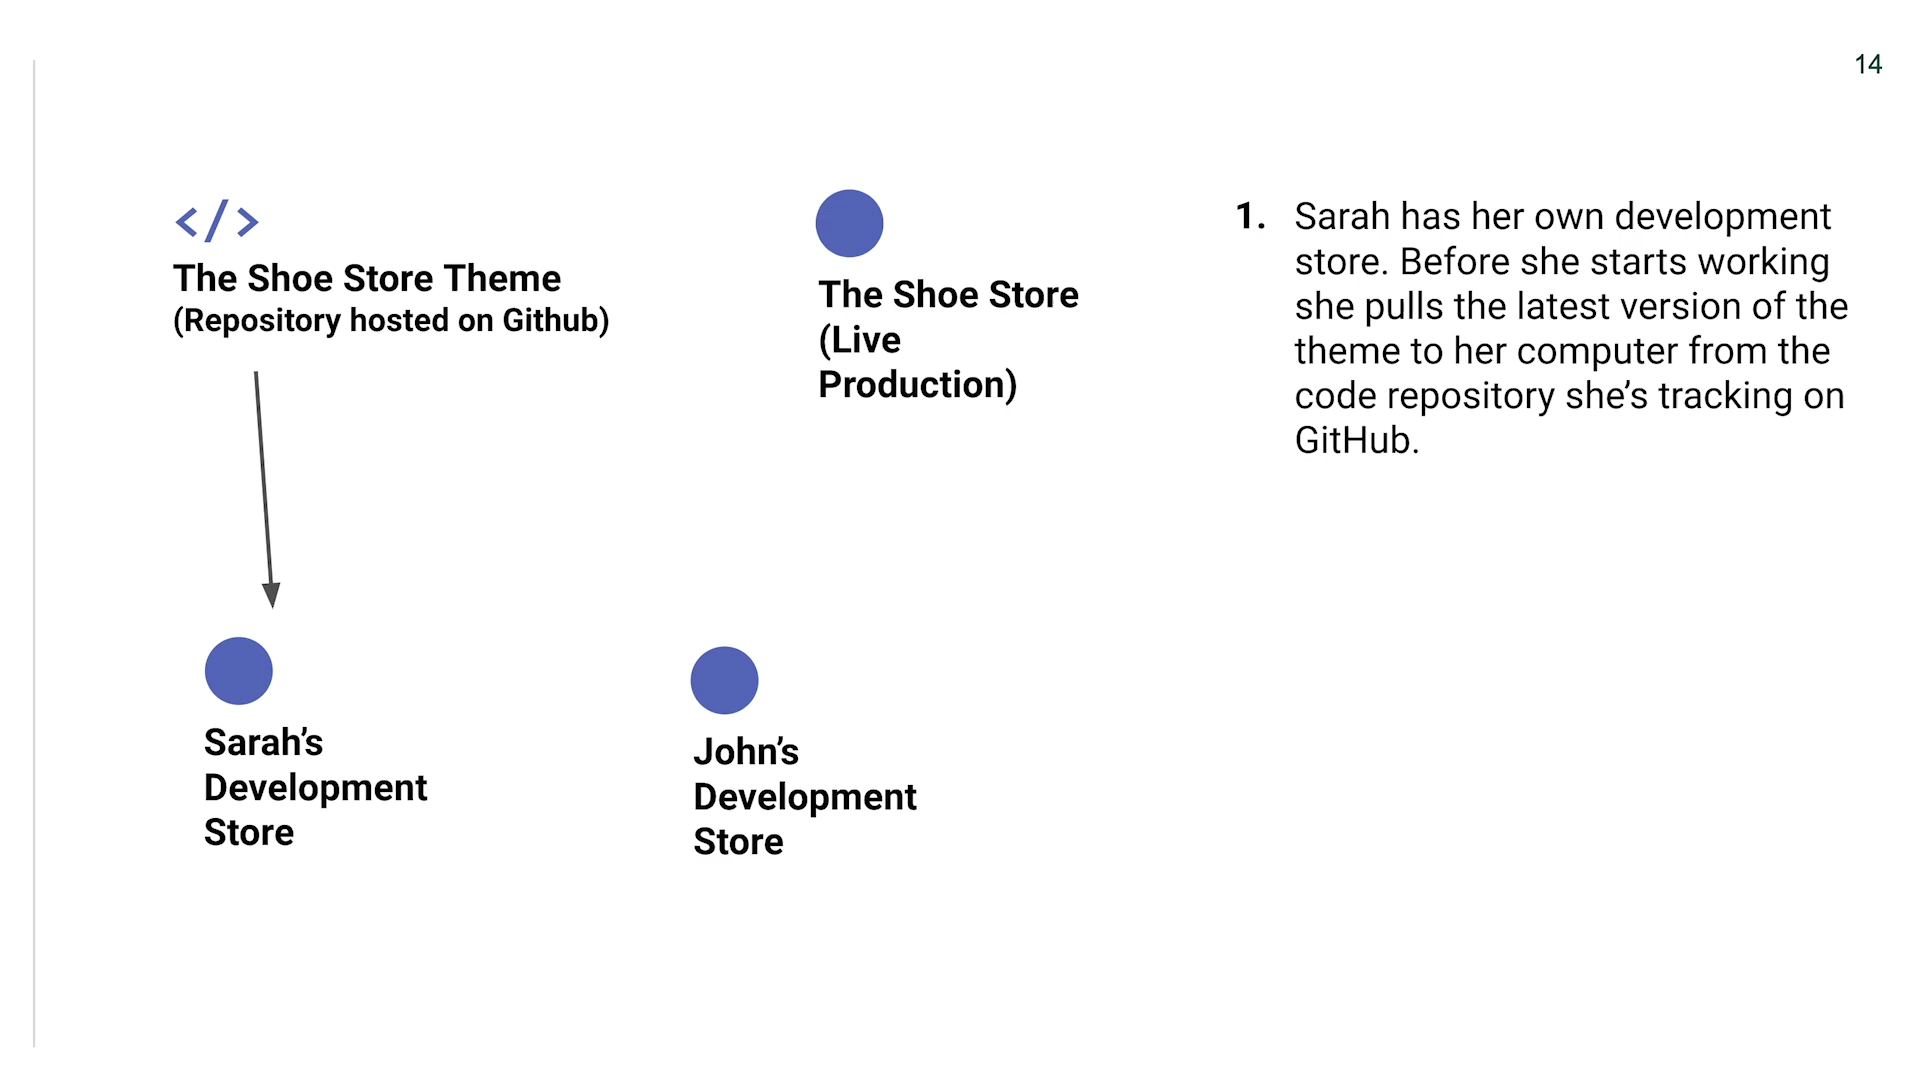 14
</>
The Shoe Store Theme
(Repository hosted on Github)
The Shoe Store
(Live
Production)
Sarah’s
Development
Store
John’s
Development
Store
1. Sarah has her own development
store. Before she starts working
she pulls the latest version of the
theme to her computer from the
code repository she’s tracking on
GitHub.